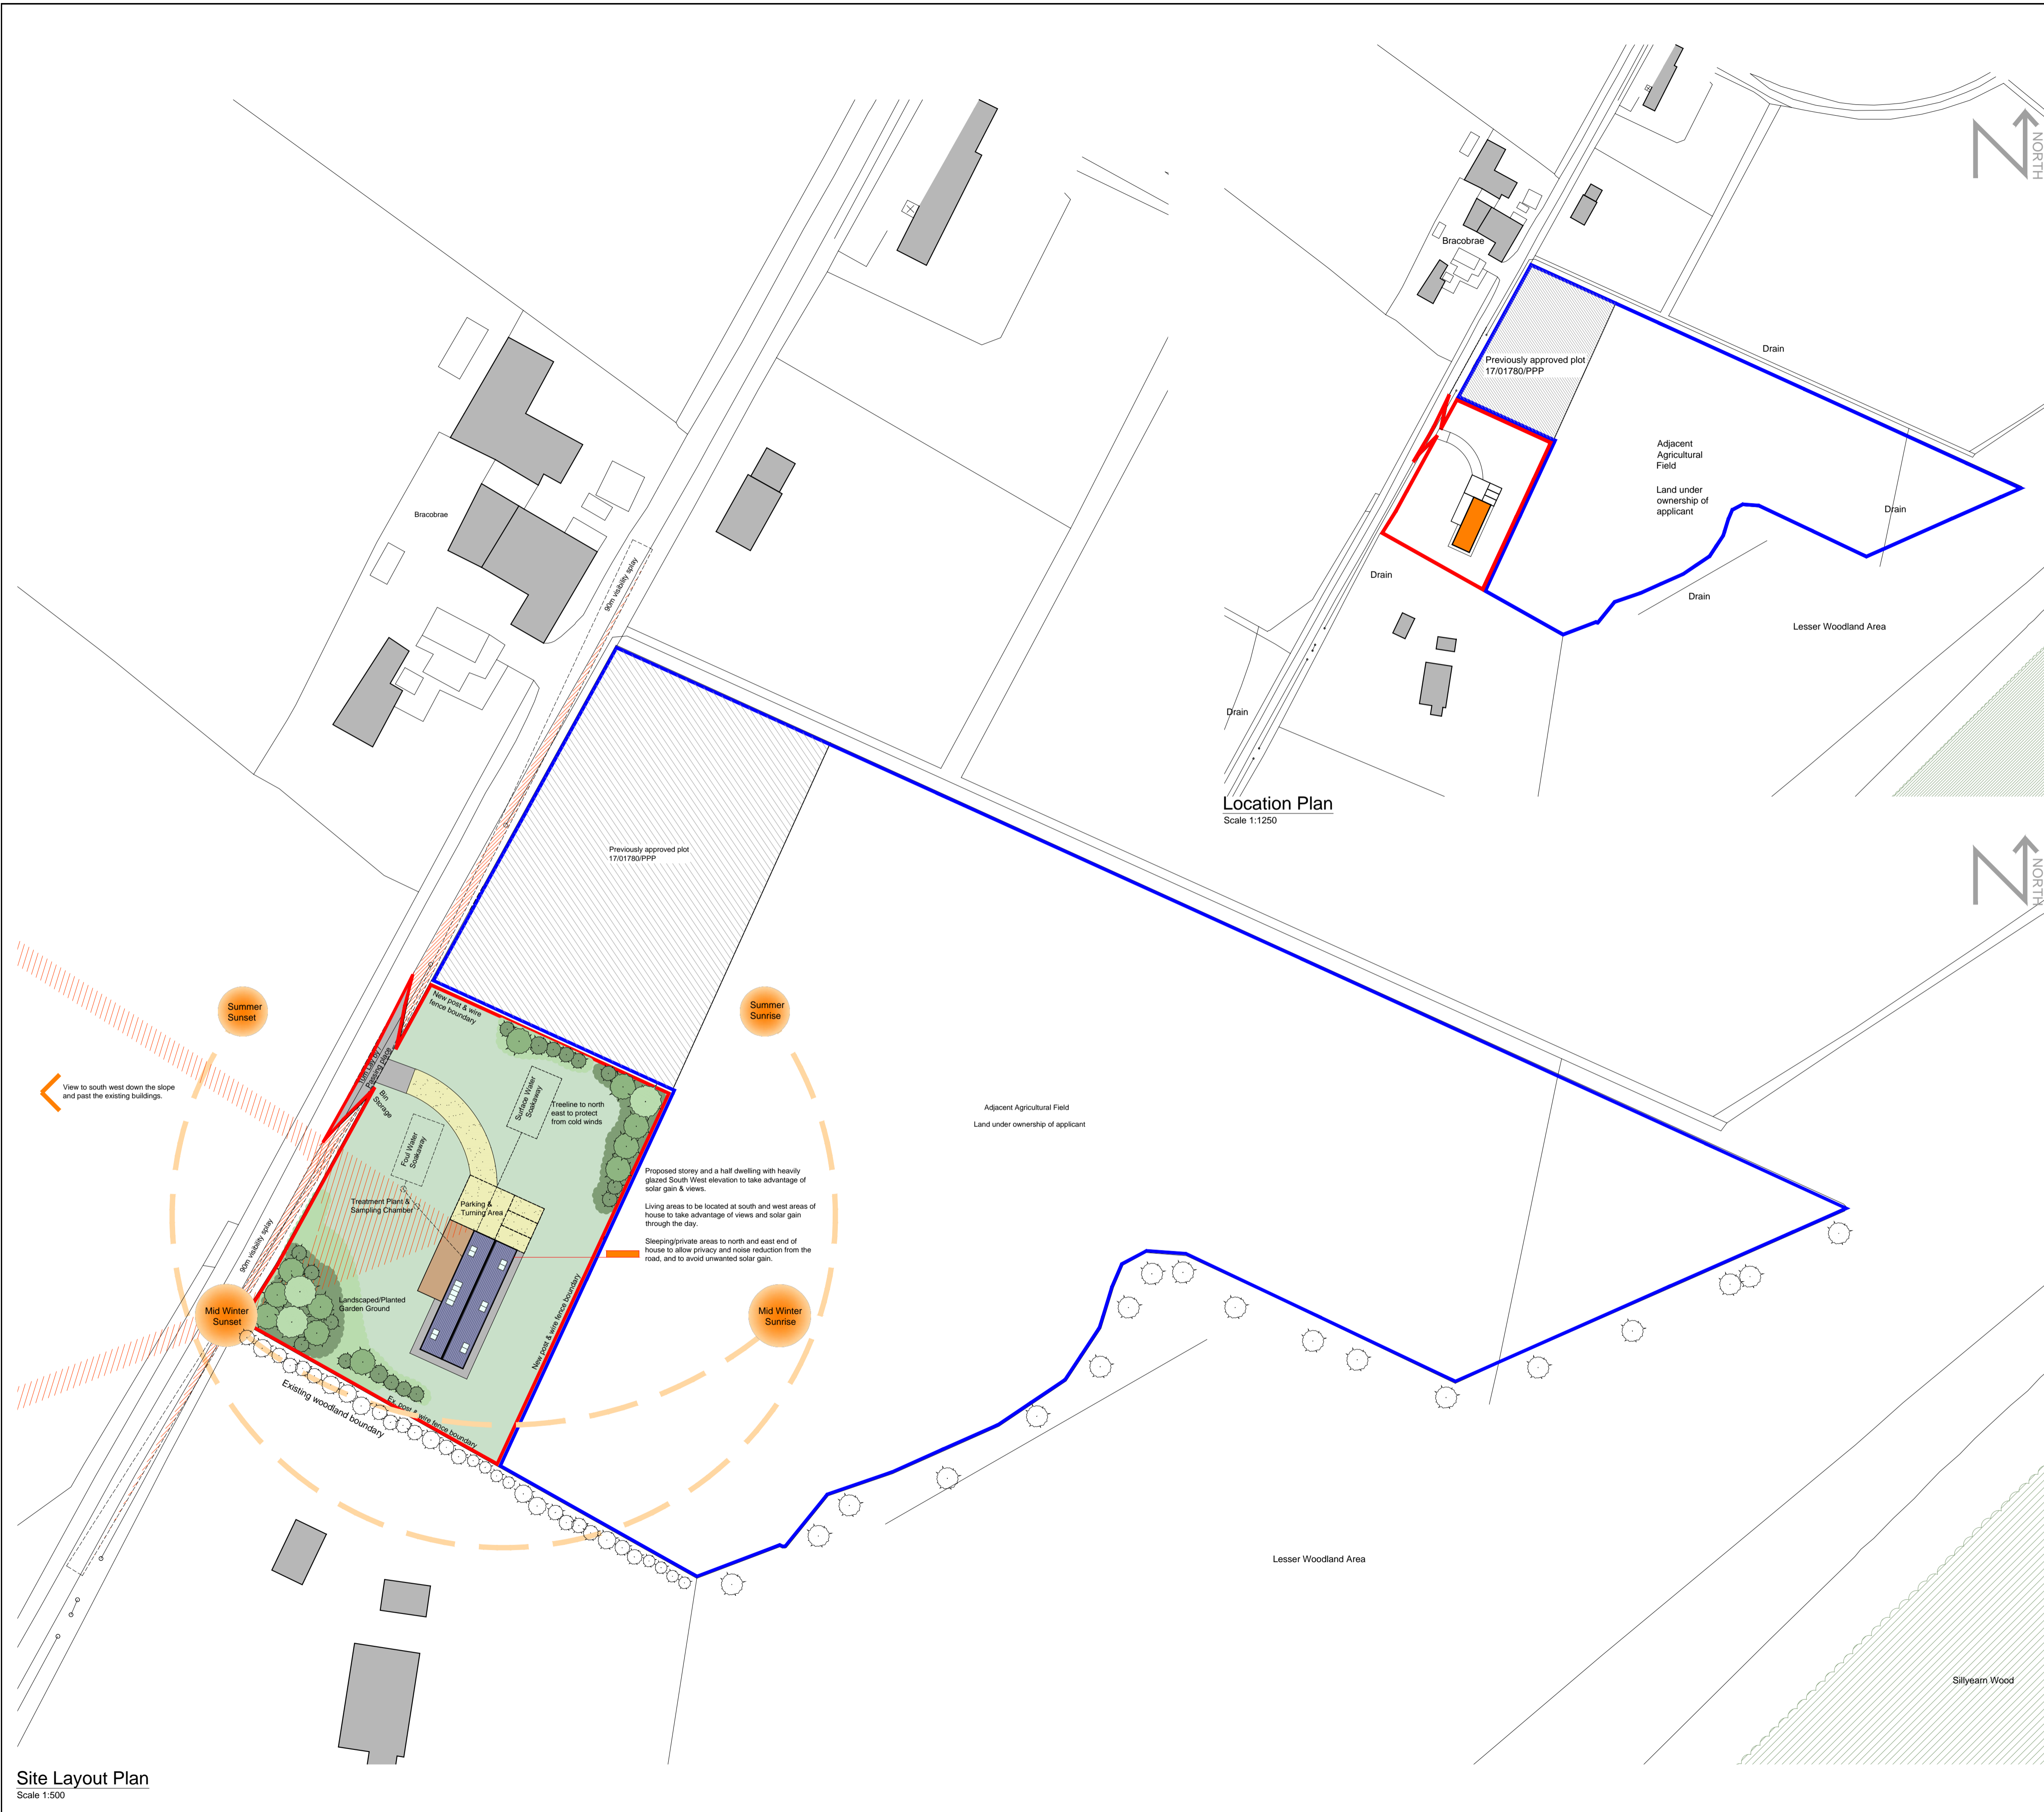 NORTH
Bracobrae
Previously approved plot
17/01780/PPP
Drain
Adjacent
Agricultural
Field
Land under
ownership of
applicant
Drain
Drain
Drain
Lesser Woodland Area
Drain
Location Plan
Scale 1:1250
NORTH
Bracobrae
90m visibility splay
Previously approved plot
17/01780/PPP
Summer
Sunset
Summer
Sunrise
New post & wire
fence boundary
Passing place
Bin
Storage
View to south west down the slope
and past the existing buildings.
Surface Water
Soakaway
Treeline to north
east to protect
from cold winds
Foul Water
Soakaway
Adjacent Agricultural Field
Land under ownership of applicant
Proposed storey and a half dwelling with heavily
glazed South West elevation to take advantage of
solar gain & views.
Living areas to be located at south and west areas of
house to take advantage of views and solar gain
through the day.
Sleeping/private areas to north and east end of
house to allow privacy and noise reduction from the
road, and to avoid unwanted solar gain.
Treatment Plant &
Sampling Chamber
Parking &
Turning Area
90m visibility splay
Landscaped/Planted
Garden Ground
Mid Winter
Sunset
Mid Winter
Sunrise
New post & wire fence boundary
Ex. post & wire fence boundary
Existing woodland boundary
Lesser Woodland Area
Sillyearn Wood
Site Layout Plan
Scale 1:500